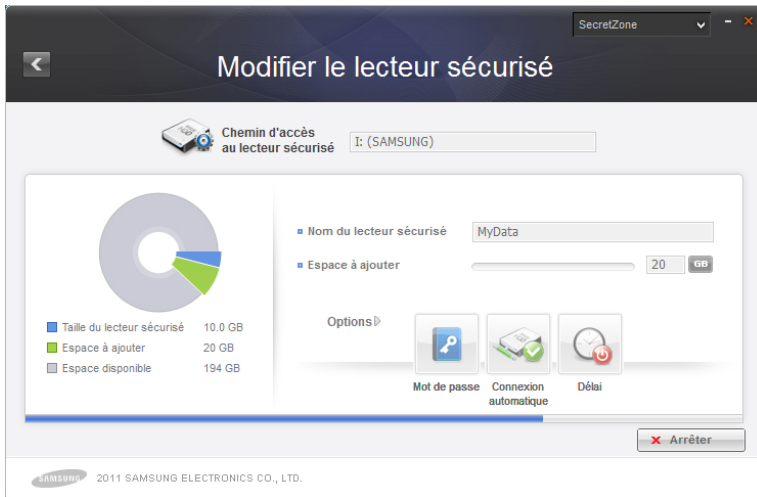 SecretZone
Modifier le lecteur sécurisé
Chemin d'accès
au lecteur sécurisé
I: (SAMSUNG)
Nom du lecteur sécurisé
MyData
Espace à ajouter
20
GB
Taille du lecteur sécurisé 10.0 GB
Espace à ajouter 20 GB
Espace disponible 194 GB
Options
Mot de passe
Connexion
automatique
Délai
Arrêter
SAMSUNG 2011 SAMSUNG ELECTRONICS CO., LTD.